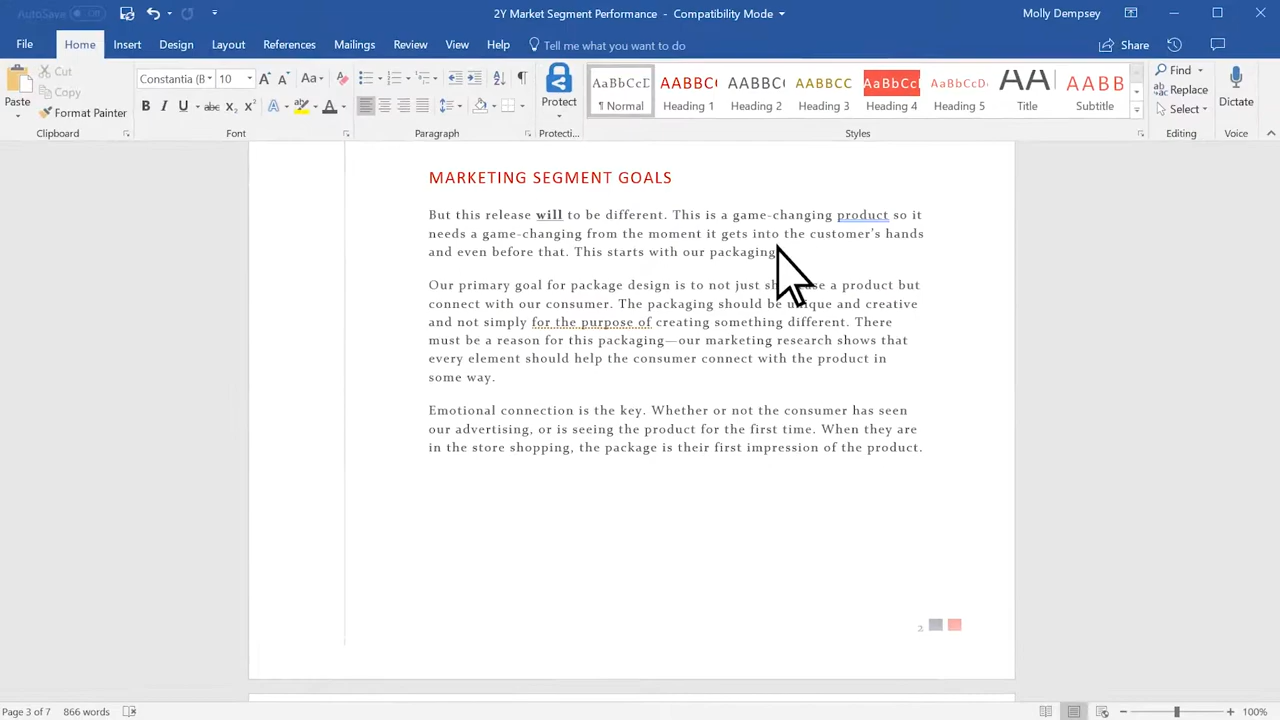 AutoSave Off
2Y Market Segment Performance - Compatibility Mode
Molly Dempsey
File Home Insert Design Layout References Mailings Review View Help Tell me what you want to do
Share
Paste
Cut
Copy
Format Painter
Clipboard
Constantia (B 10
Font
Paragraph
Protect
Protecti...
AaBbCcD AABBC AABBC AABBCC AaBbCcI AaBbCcD AA AABB
¶ Normal Heading 1 Heading 2 Heading 3 Heading 4 Heading 5 Title Subtitle
Styles
Find
Replace
Select
Editing
Dictate
Voice
MARKETING SEGMENT GOALS
But this release will to be different. This is a game-changing product so it
needs a game-changing from the moment it gets into the customer’s hands
and even before that. This starts with our packaging
Our primary goal for package design is to not just a product but
connect with our consumer. The packaging should be unique and creative
and not simply for the purpose of creating something different. There
must be a reason for this packaging—our marketing research shows that
every element should help the consumer connect with the product in
some way.
Emotional connection is the key. Whether or not the consumer has seen
our advertising, or is seeing the product for the first time. When they are
in the store shopping, the package is their first impression of the product.
2
Page 3 of 7 866 words
100%